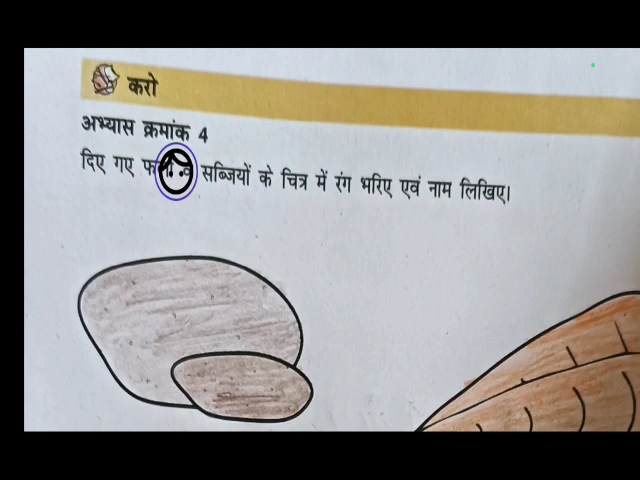 करो
अभ्यास क्रमांक 4
दिए गए सब्जियों के चित्र में रंग भरिए एवं नाम लिखिए।